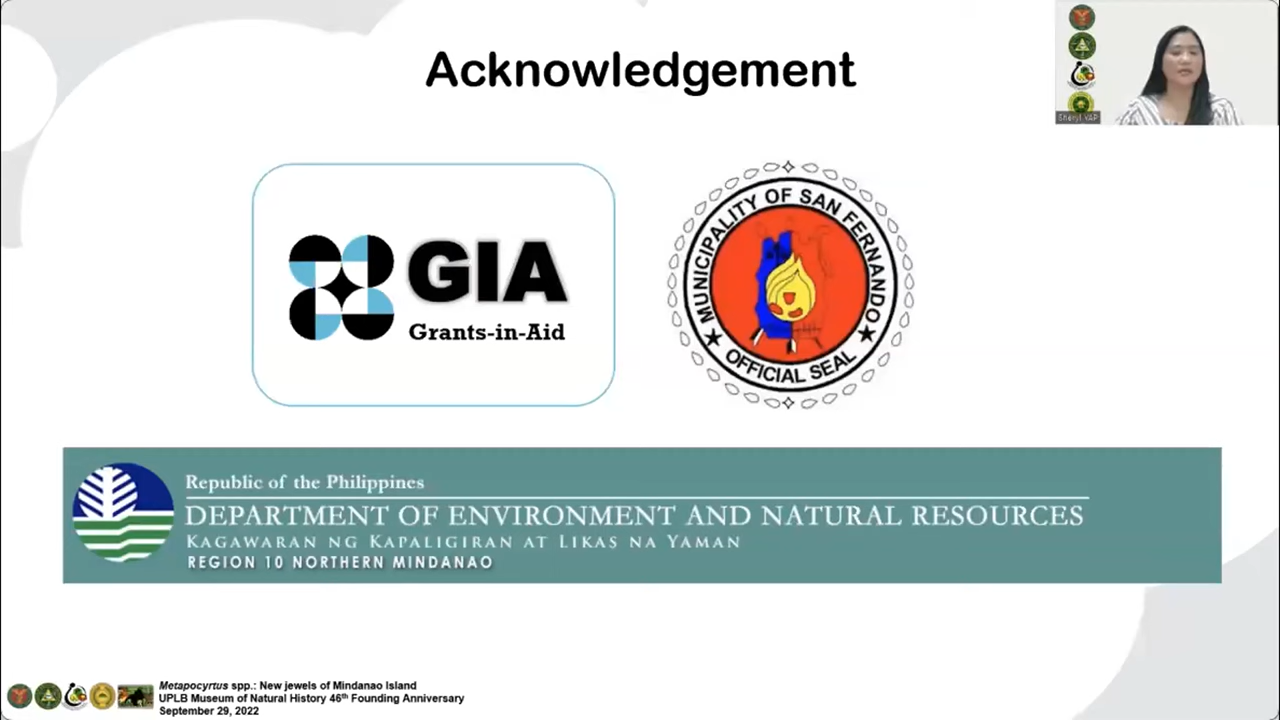 Acknowledgement
Sheryl YAP
GIA
Grants-in-Aid
MUNICIPALITY OF SAN FERNANDO
OFFICIAL SEAL
Republic of the Philippines
DEPARTMENT OF ENVIRONMENT AND NATURAL RESOURCES
KAGAWARAN NG KAPALIGIRAN AT LIKAS NA YAMAN
REGION 10 NORTHERN MINDANAO
Metapocyrtus spp.: New jewels of Mindanao Island
UPLB Museum of Natural History 46th Founding Anniversary
September 29, 2022